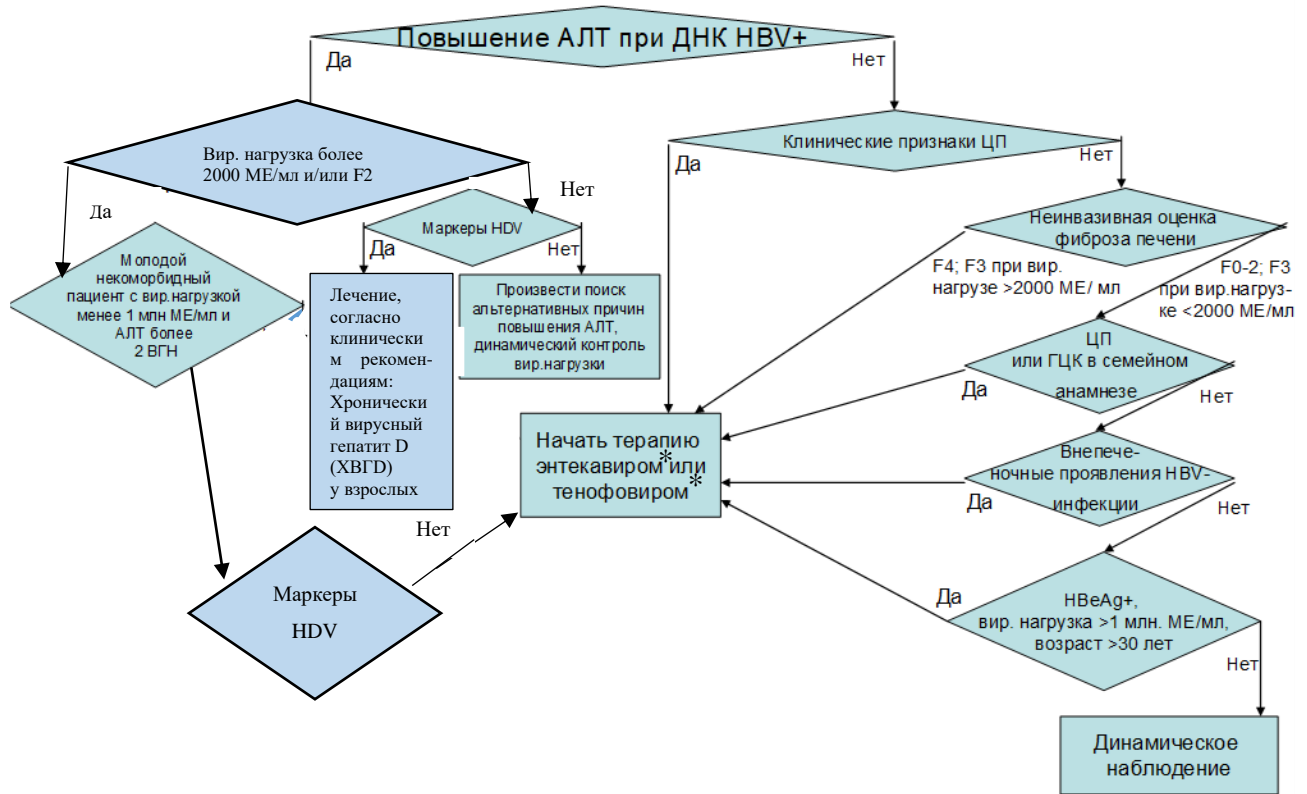 Повышение АЛТ при ДНК HBV+
Да
Нет
Вир. нагрузка более
2000 МЕ/мл и/или F2
Да
Нет
Клинические признаки ЦП
Да
Нет
Маркеры HDV
Да
Нет
Молодой
некоморбидный
пациент с вир.нагрузкой
менее 1 млн МЕ/мл и
АЛТ более
2 ВГН
Лечение,
согласно
клинически
м рекомен-
дациям:
Хронически
й вирусный
гепатит D
(ХВГD)
у взрослых
Произвести поиск
альтернативных причин
повышения АЛТ,
динамический контроль
вир.нагрузки
Неинвазивная оценка
фиброза печени
F4; F3 при вир.
нагрузе >2000 МЕ/ мл
F0-2; F3
при вир.нагруз-
ке <2000 МЕ/мл
ЦП
или ГЦК в семейном
анамнезе
Да
Нет
Начать терапию
энтекавиром*или
тенофовиром*
Внепече-
ночные проявления HBV-
инфекции
Да
Нет
Маркеры
HDV
Нет
HBeAg+,
вир. нагрузка >1 млн. МЕ/мл,
возраст >30 лет
Да
Нет
Динамическое
наблюдение